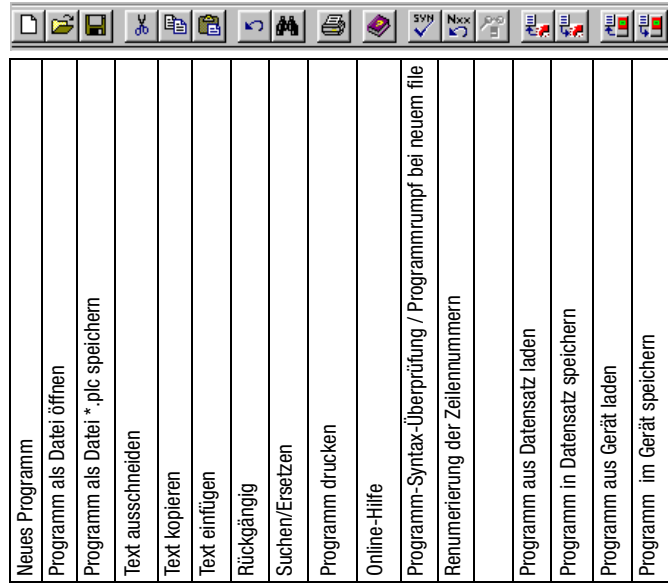 SYN
Nxx
Neues Programm
Programm als Datei öffnen
Programm als Datei *.plc speichern
Text ausschneiden
Text kopieren
Text einfügen
Rückgängig
Suchen/Ersetzen
Programm drucken
Online-Hilfe
Programm-Syntax-Überprüfung / Programmrumpf bei neuem file
Renumerierung der Zeilennummern
Programm aus Datensatz laden
Programm in Datensatz speichern
Programm aus Gerät laden
Programm im Gerät speichern